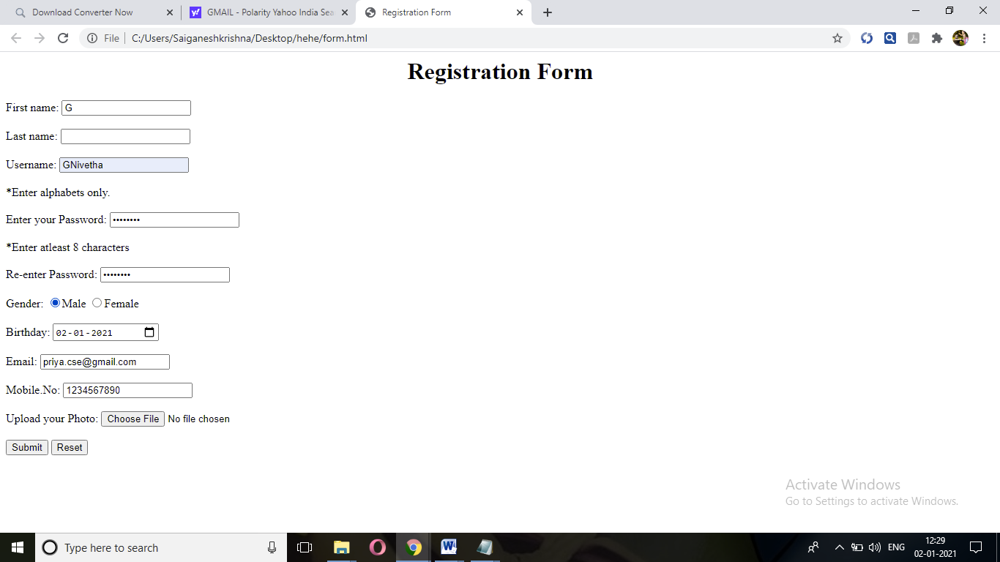 Download Converter Now
GMAIL - Polarity Yahoo India Sea
Registration Form
File C:/Users/Saiganeshkrishna/Desktop/hehe/form.html
Registration Form
First name: G
Last name:
Username: GNivetha
*Enter alphabets only.
Enter your Password: ••••••••
*Enter atleast 8 characters
Re-enter Password: ••••••••
Gender: Male Female
Birthday: 02-01-2021
Email: priya.cse@gmail.com
Mobile.No: 1234567890
Upload your Photo: Choose File No file chosen
Submit Reset
Activate Windows
Go to Settings to activate Windows.
Type here to search
ENG
12:29
02-01-2021